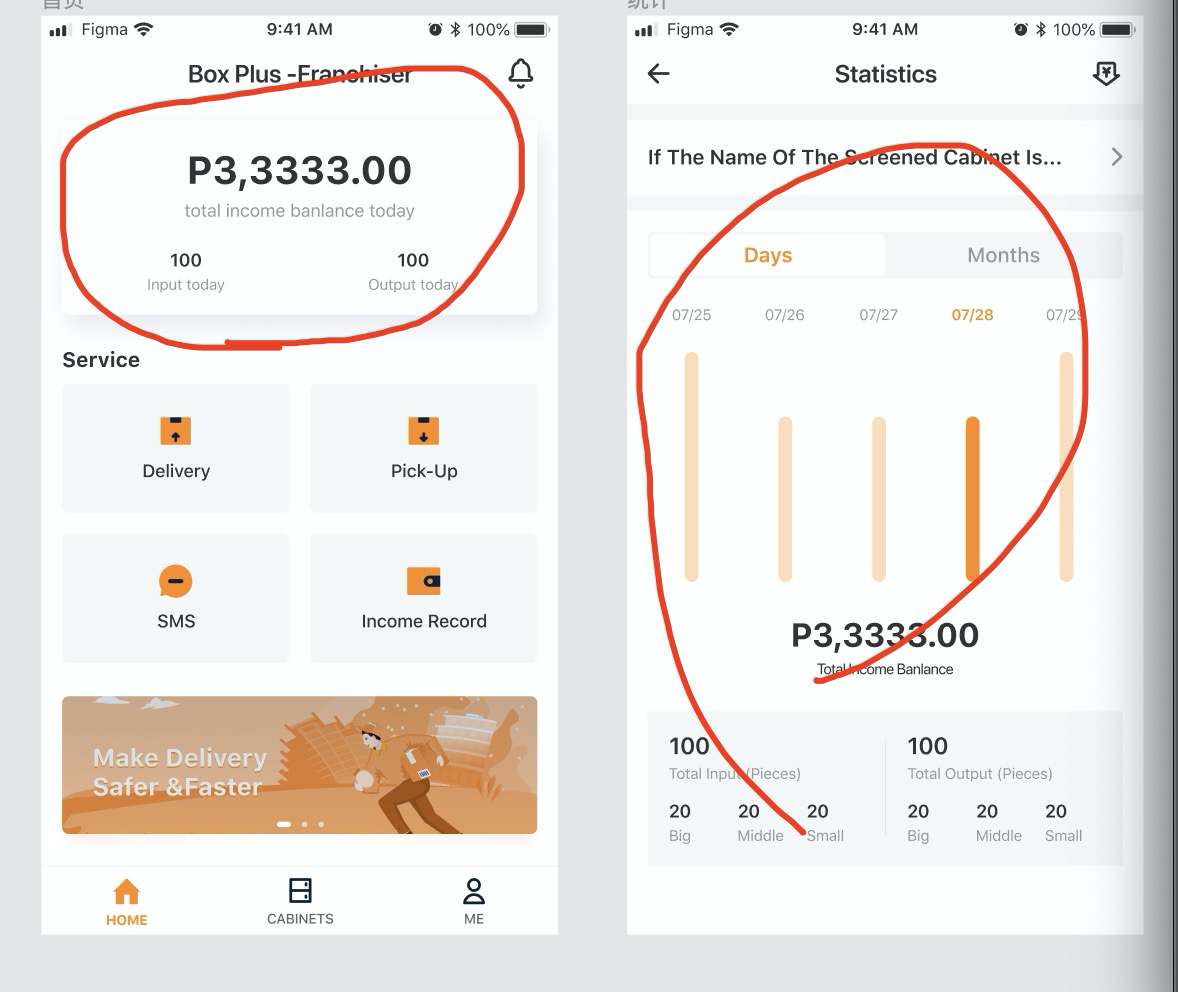 首页
统计
Figma 9:41 AM 100%
Box Plus -Franchiser
P3,3333.00
total income banlance today
100 100
Input today Output today
Service
Delivery Pick-Up
SMS Income Record
Make Delivery
Safer &Faster
HOME CABINETS ME
Figma 9:41 AM 100%
Statistics
If The Name Of The Screened Cabinet Is...
Days Months
07/25 07/26 07/27 07/28 07/29
P3,3333.00
Total Income Banlance
100 100
Total Input (Pieces) Total Output (Pieces)
20 20 20 20 20 20
Big Middle Small Big Middle Small